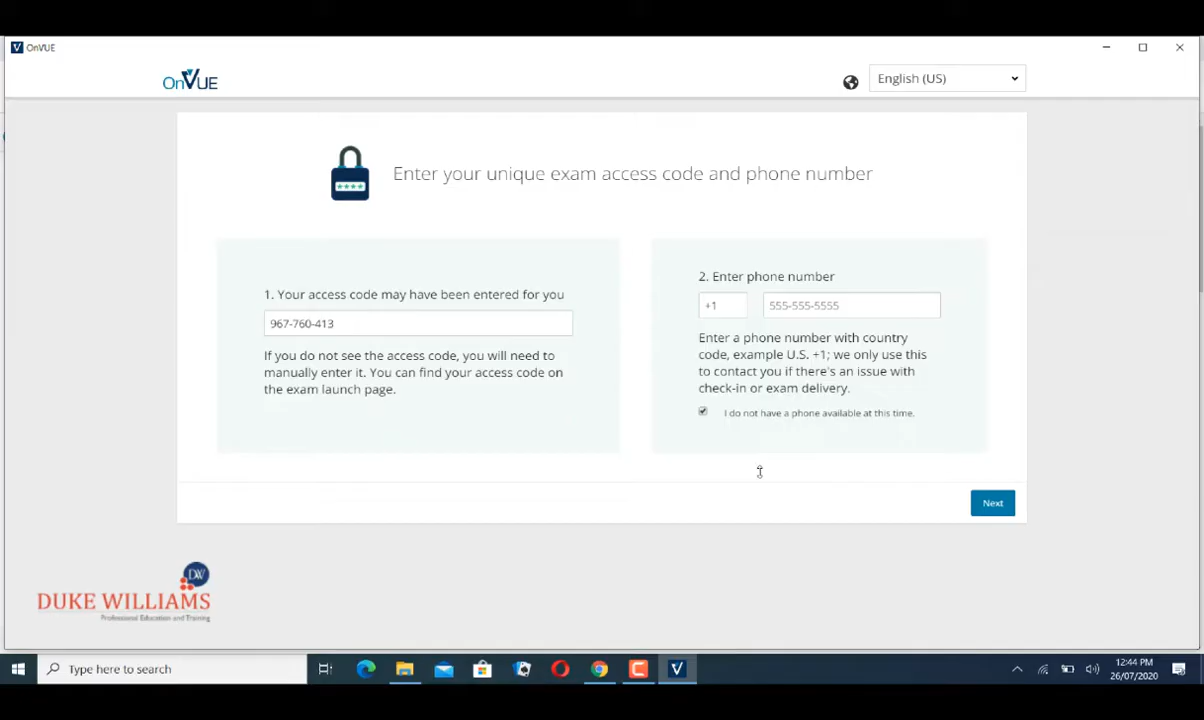 OnVUE
OnVUE
English (US)
Enter your unique exam access code and phone number
1. Your access code may have been entered for you
967-760-413
If you do not see the access code, you will need to
manually enter it. You can find your access code on
the exam launch page.
2. Enter phone number
+1
555-555-5555
Enter a phone number with country
code, example U.S. +1; we only use this
to contact you if there's an issue with
check-in or exam delivery.
I do not have a phone available at this time.
Next
DW
DUKE WILLIAMS
Professional Education and Training
Type here to search
12:44 PM
26/07/2020